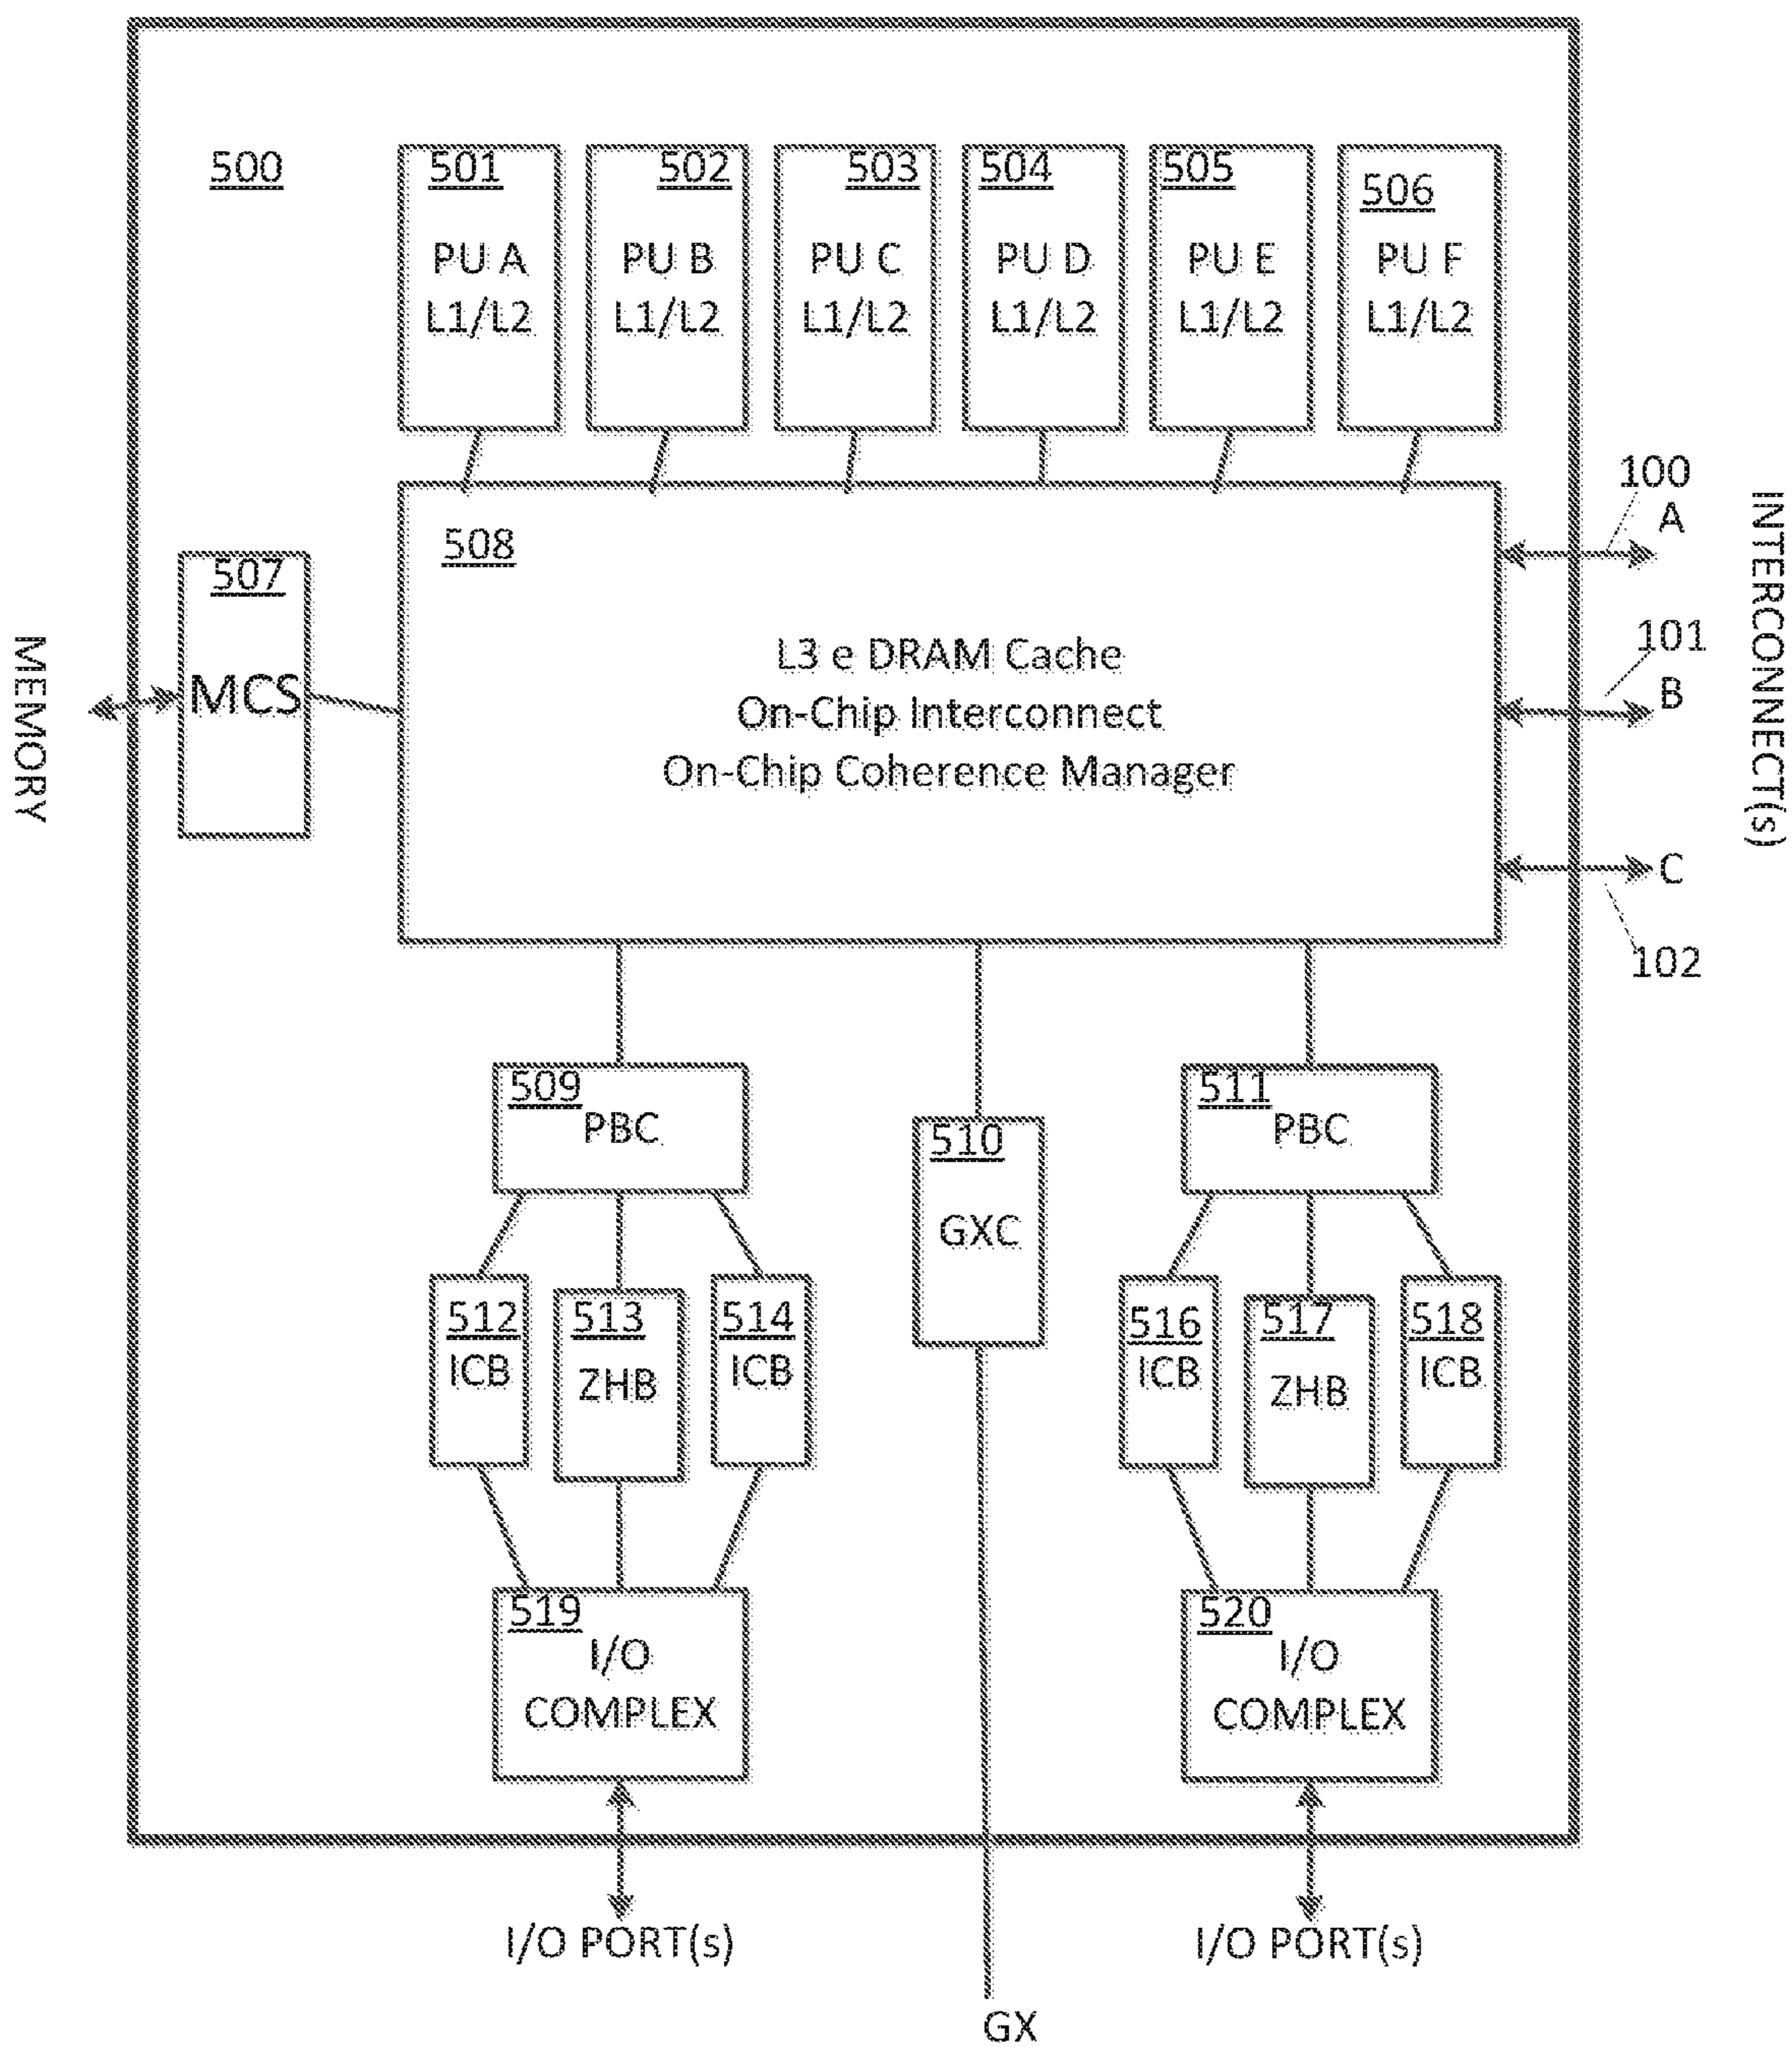 500
501
PU A
L1/L2
502
PU B
L1/L2
503
PU C
L1/L2
504
PU D
L1/L2
505
PU E
L1/L2
506
PU F
L1/L2
507
MCS
MEMORY
508
L3 e DRAM Cache
On-Chip Interconnect
On-Chip Coherence Manager
100
A
101
B
C
102
INTERCONNECT(s)
509
PBC
510
GXC
511
PBC
512
ICB
513
ZHB
514
ICB
516
ICB
517
ZHB
518
ICB
519
I/O
COMPLEX
520
I/O
COMPLEX
I/O PORT(s)
I/O PORT(s)
GX